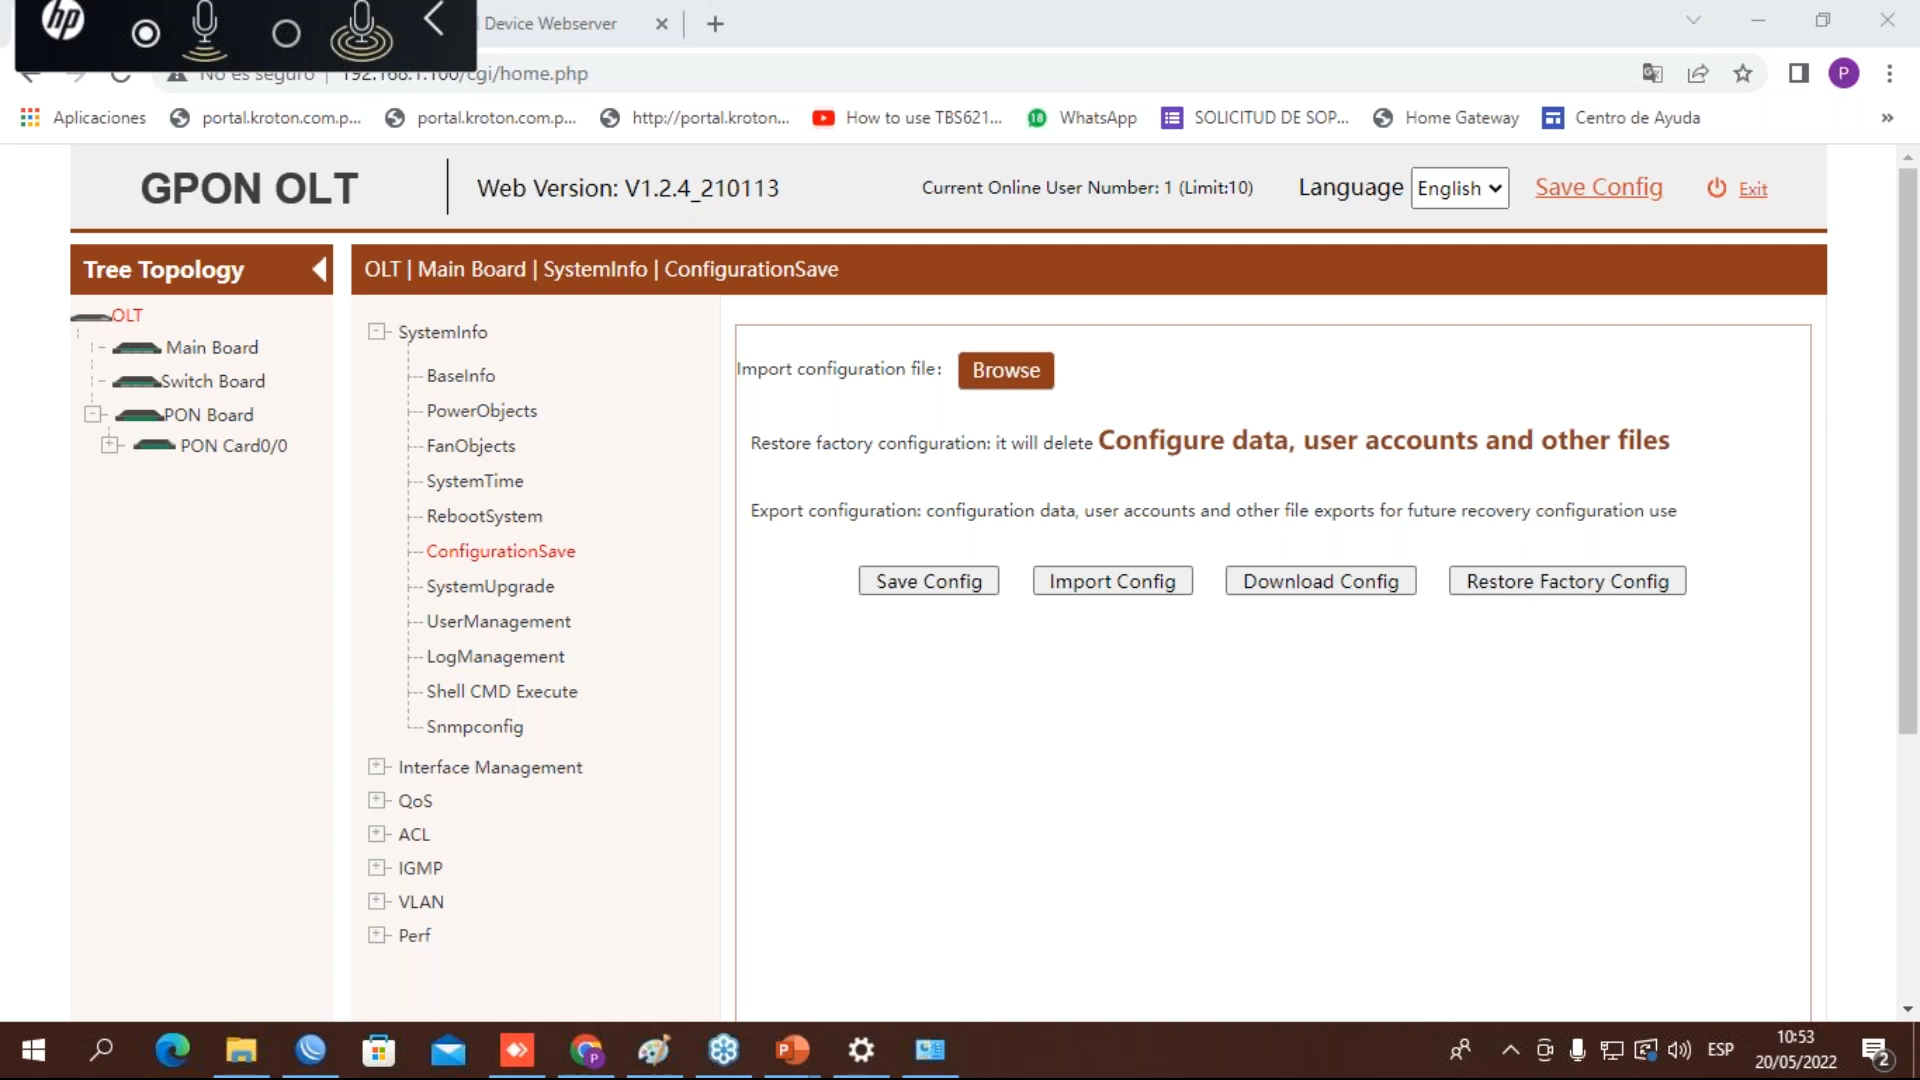 hp
Device Webserver
No es seguro | 192.168.1.100/cgi/home.php
P
Aplicaciones
portal.kroton.com.p...
portal.kroton.com.p...
http://portal.kroton...
How to use TBS621...
18 WhatsApp
SOLICITUD DE SOP...
Home Gateway
Centro de Ayuda
»
GPON OLT
Web Version: V1.2.4_210113
Current Online User Number: 1 (Limit:10)
Language English
Save Config
Exit
Tree Topology
OLT
Main Board
Switch Board
PON Board
PON Card0/0
OLT | Main Board | SystemInfo | ConfigurationSave
SystemInfo
BaseInfo
PowerObjects
FanObjects
SystemTime
RebootSystem
ConfigurationSave
SystemUpgrade
UserManagement
LogManagement
Shell CMD Execute
Snmpconfig
Interface Management
QoS
ACL
IGMP
VLAN
Perf
Import configuration file: Browse
Restore factory configuration: it will delete Configure data, user accounts and other files
Export configuration: configuration data, user accounts and other file exports for future recovery configuration use
Save Config
Import Config
Download Config
Restore Factory Config
P
P
ESP
10:53
20/05/2022
2